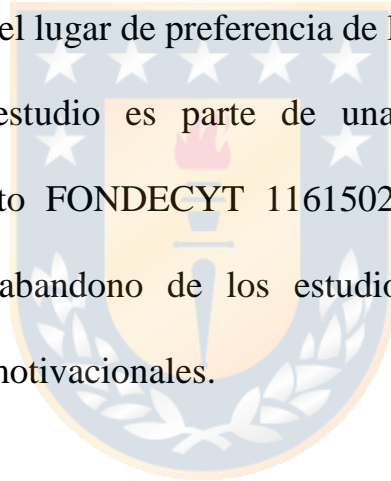 el lugar de preferencia de
estudio es parte de una
to FONDECYT 1161502
abandono de los estudio
motivacionales.